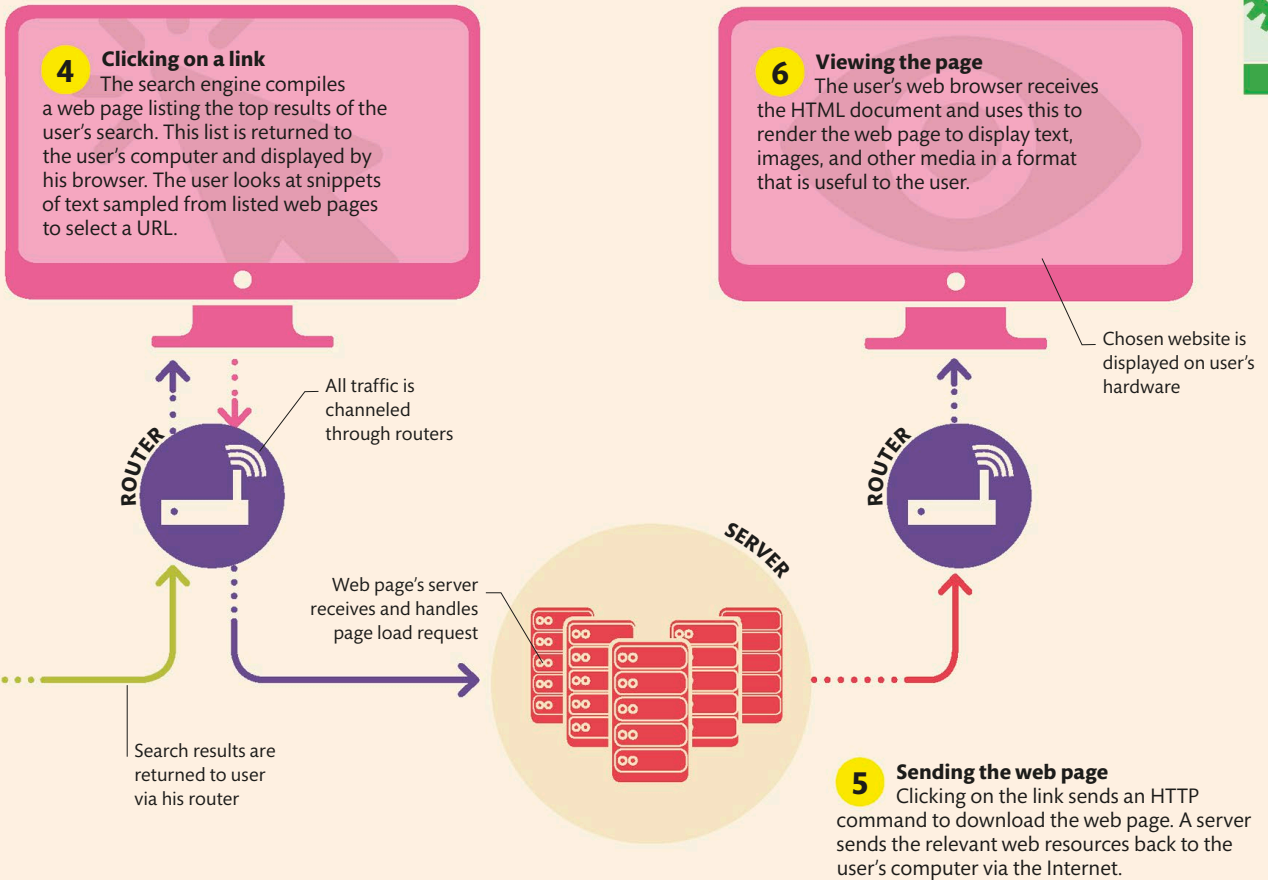 4 Clicking on a link
The search engine compiles
a web page listing the top results of the
user's search. This list is returned to
the user's computer and displayed by
his browser. The user looks at snippets
of text sampled from listed web pages
to select a URL.
6 Viewing the page
The user's web browser receives
the HTML document and uses this to
render the web page to display text,
images, and other media in a format
that is useful to the user.
Chosen website is
displayed on user's
hardware
All traffic is
channeled
through routers
ROUTER
ROUTER
SERVER
Web page's server
receives and handles
page load request
Search results are
returned to user
via his router
5 Sending the web page
Clicking on the link sends an HTTP
command to download the web page. A server
sends the relevant web resources back to the
user's computer via the Internet.